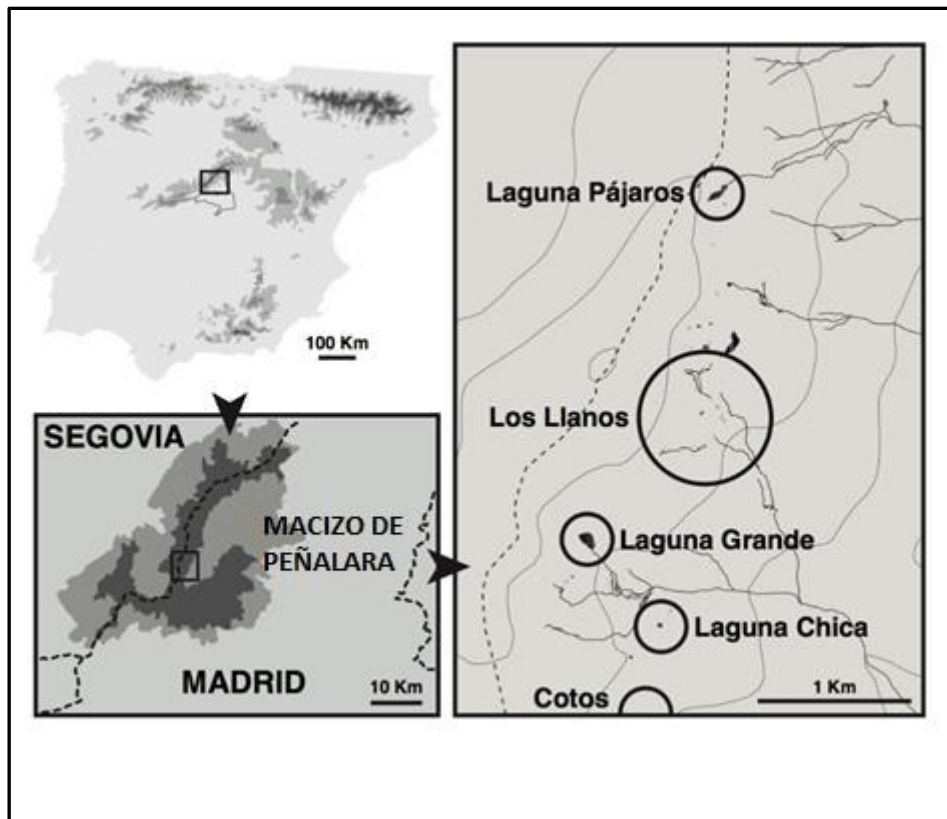 100 Km
SEGOVIA
MACIZO DE
PEÑALARA
MADRID
10 Km
Laguna Pájaros
Los Llanos
Laguna Grande
Laguna Chica
Cotos
1 Km